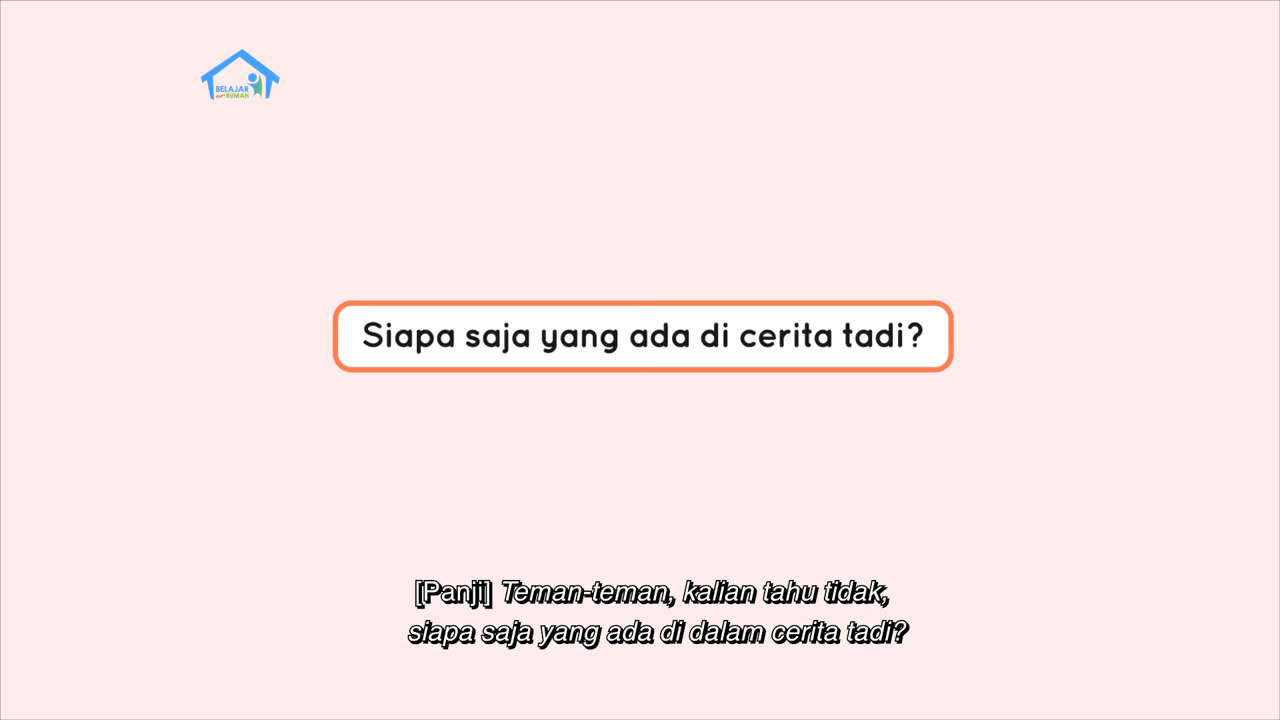 BELAJAR
dari RUMAH
Siapa saja yang ada di cerita tadi?
[Panji] Teman-teman, kalian tahu tidak,
siapa saja yang ada di dalam cerita tadi?